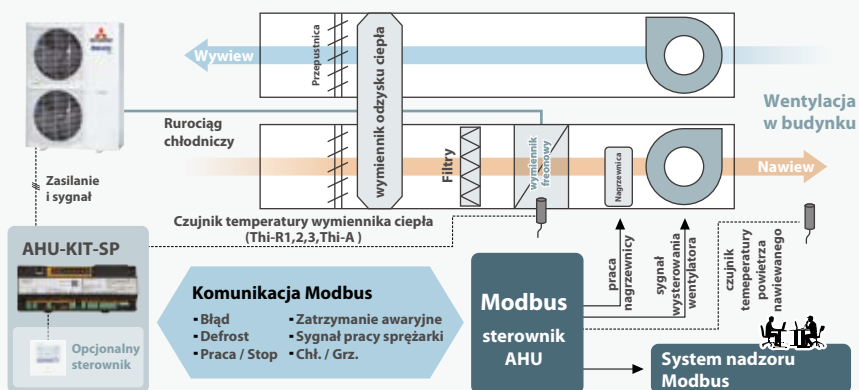 Wywiew
Przepustnica
wymiennik odzysku ciepła
Rurociąg
chłodniczy
Wentylacja
w budynku
Filtry
wymiennik
freonowy
Nagrzewnica
Nawiew
Zasilanie
i sygnał
Czujnik temperatury wymiennika ciepła
(Thi-R1,2,3,Thi-A )
AHU-KIT-SP
Opcjonalny
sterownik
Komunikacja Modbus
▪ Błąd
▪ Defrost
▪ Praca / Stop
▪ Zatrzymanie awaryjne
▪ Sygnał pracy sprężarki
▪ Chł. / Grz.
Modbus
sterownik
AHU
praca
nagrzewnicy
sygnał
wysterowania
wentylatora
czujnik
temeperatury
powietrza
nawiewanego
System nadzoru
Modbus